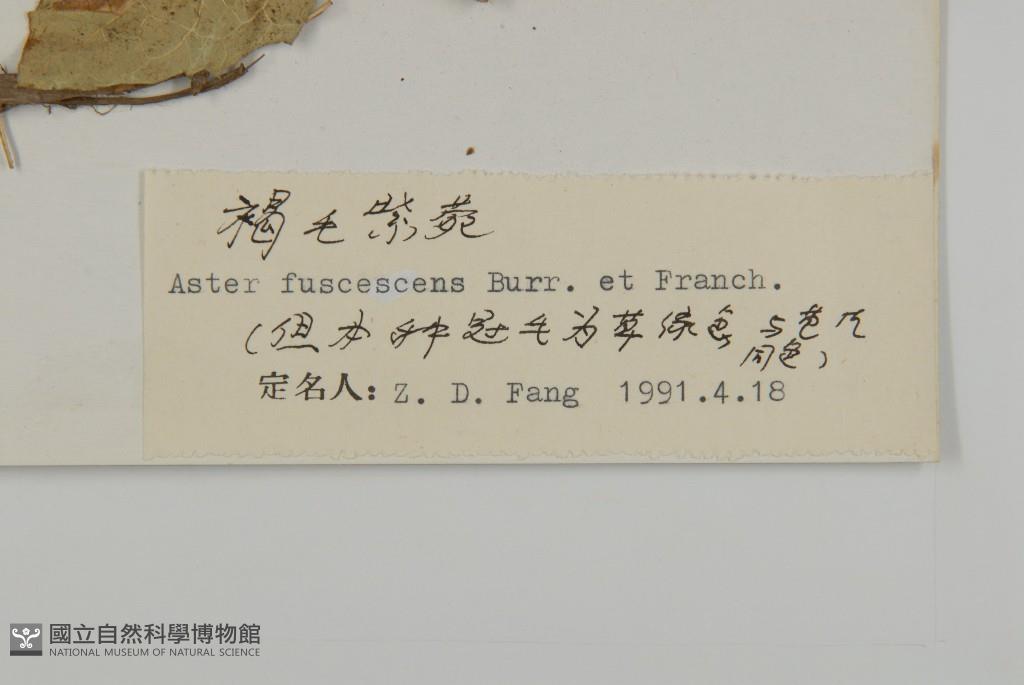 褐毛紫菀
Aster fuscescens Burr. et Franch.
(但本种冠毛为草绿色 与苞片
同色)
定名人: Z. D. Fang 1991.4.18
國立自然科學博物館
NATIONAL MUSEUM OF NATURAL SCIENCE